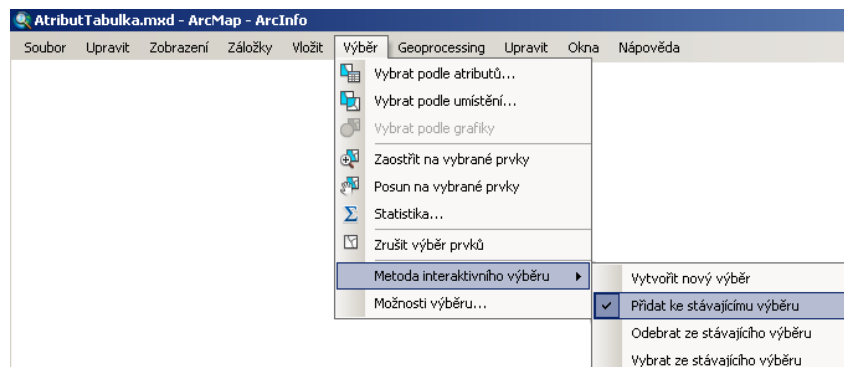 AtributTabulka.mxd - ArcMap - ArcInfo
Soubor Upravit Zobrazení Záložky Vložit Výběr Geoprocessing Upravit Okna Nápověda
Vybrat podle atributů...
Vybrat podle umístění...
Vybrat podle grafiky
Zaostřit na vybrané prvky
Posun na vybrané prvky
Statistika...
Zrušit výběr prvků
Metoda interaktivního výběru
Možnosti výběru...
Vytvořit nový výběr
Přidat ke stávajícímu výběru
Odebrat ze stávajícího výběru
Vybrat ze stávajícího výběru